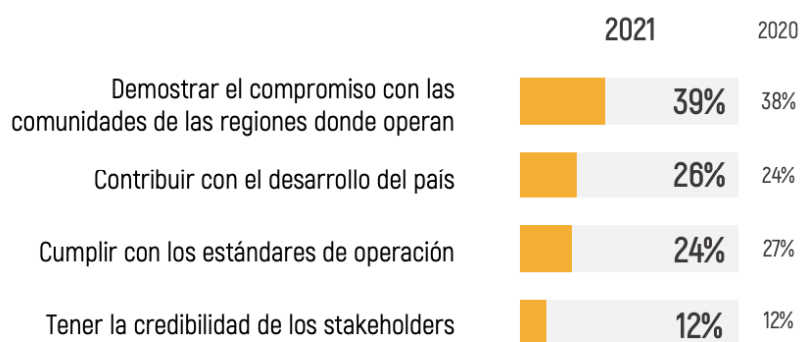 2021 2020
Demostrar el compromiso con las
comunidades de las regiones donde operan
39% 38%
Contribuir con el desarrollo del país
26% 24%
Cumplir con los estándares de operación
24% 27%
Tener la credibilidad de los stakeholders
12% 12%